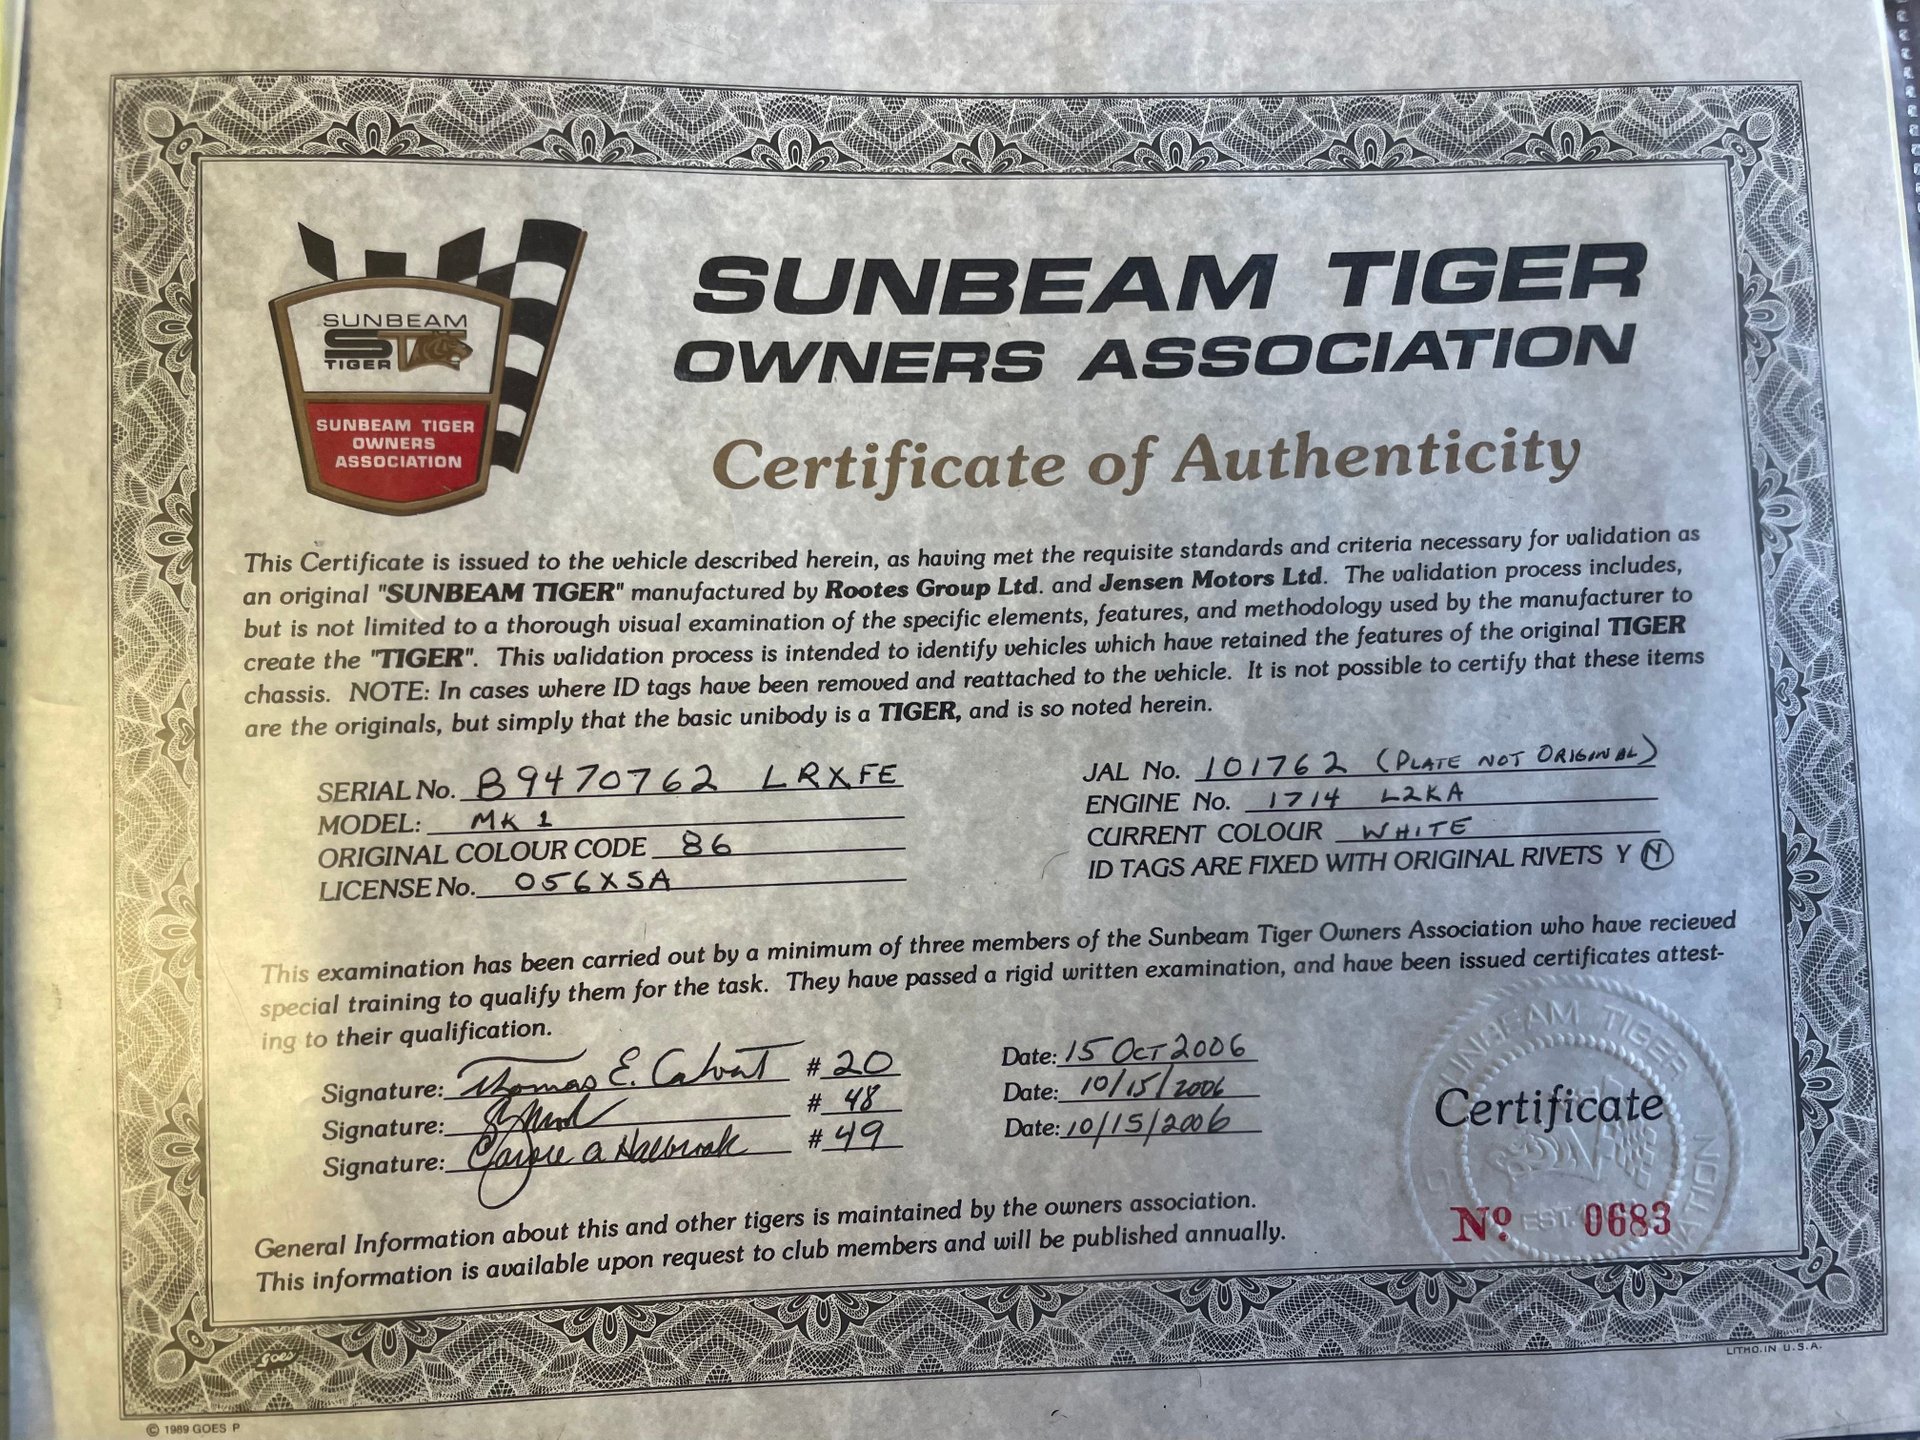 SUNBEAM
ST
TIGER
SUNBEAM TIGER
OWNERS
ASSOCIATION
SUNBEAM TIGER
OWNERS ASSOCIATION
Certificate of Authenticity
This Certificate is issued to the vehicle described herein, as having met the requisite standards and criteria necessary for validation as
an original "SUNBEAM TIGER" manufactured by Rootes Group Ltd. and Jensen Motors Ltd. The validation process includes,
but is not limited to a thorough visual examination of the specific elements, features, and methodology used by the manufacturer to
create the "TIGER". This validation process is intended to identify vehicles which have retained the features of the original TIGER
chassis. NOTE: In cases where ID tags have been removed and reattached to the vehicle. It is not possible to certify that these items
are the originals, but simply that the basic unibody is a TIGER, and is so noted herein.
SERIAL No. B9470762 LRXFE
MODEL: MK 1
ORIGINAL COLOUR CODE 86
LICENSE No. 056XSA
JAL No. 101762 (PLATE NOT ORIGINAL)
ENGINE No. 1714 L2KA
CURRENT COLOUR WHITE
ID TAGS ARE FIXED WITH ORIGINAL RIVETS Y N
This examination has been carried out by a minimum of three members of the Sunbeam Tiger Owners Association who have recieved
special training to qualify them for the task. They have passed a rigid written examination, and have been issued certificates attest-
ing to their qualification.
Signature: Thomas E. Calvert # 20 Date: 15 OCT 2006
Signature: # 48 Date: 10/15/2006
Signature: # 49 Date: 10/15/2006
General Information about this and other tigers is maintained by the owners association.
This information is available upon request to club members and will be published annually.
SUNBEAM TIGER
Certificate
EST.
Nº 0683
goes
© 1989 GOES P
LITHO. IN U.S.A.